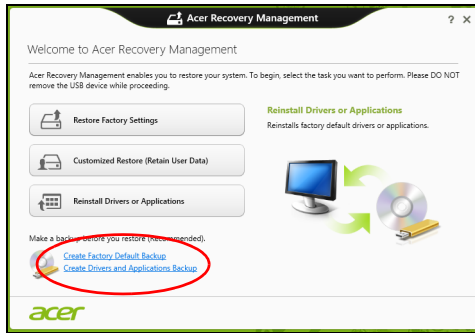 Acer Recovery Management
? ×
Welcome to Acer Recovery Management
Acer Recovery Management enables you to restore your system. To begin, select the task you want to perform. Please DO NOT
remove the USB device while proceeding.
Restore Factory Settings
Customized Restore (Retain User Data)
Reinstall Drivers or Applications
Reinstall Drivers or Applications
Reinstalls factory default drivers or applications.
Make a backup before you restore (Recommended).
Create Factory Default Backup
Create Drivers and Applications Backup
acer